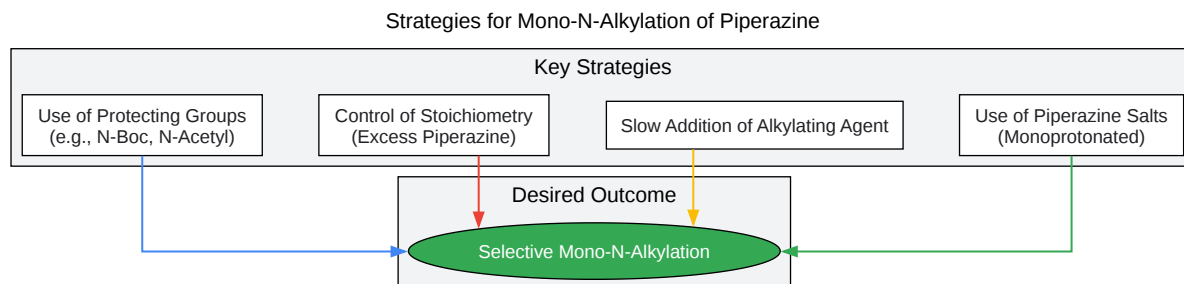 Strategies for Mono-N-Alkylation of Piperazine
Key Strategies
Use of Protecting Groups
(e.g., N-Boc, N-Acetyl)
Control of Stoichiometry
(Excess Piperazine)
Slow Addition of Alkylating Agent
Use of Piperazine Salts
(Monoprotonated)
Desired Outcome
Selective Mono-N-Alkylation